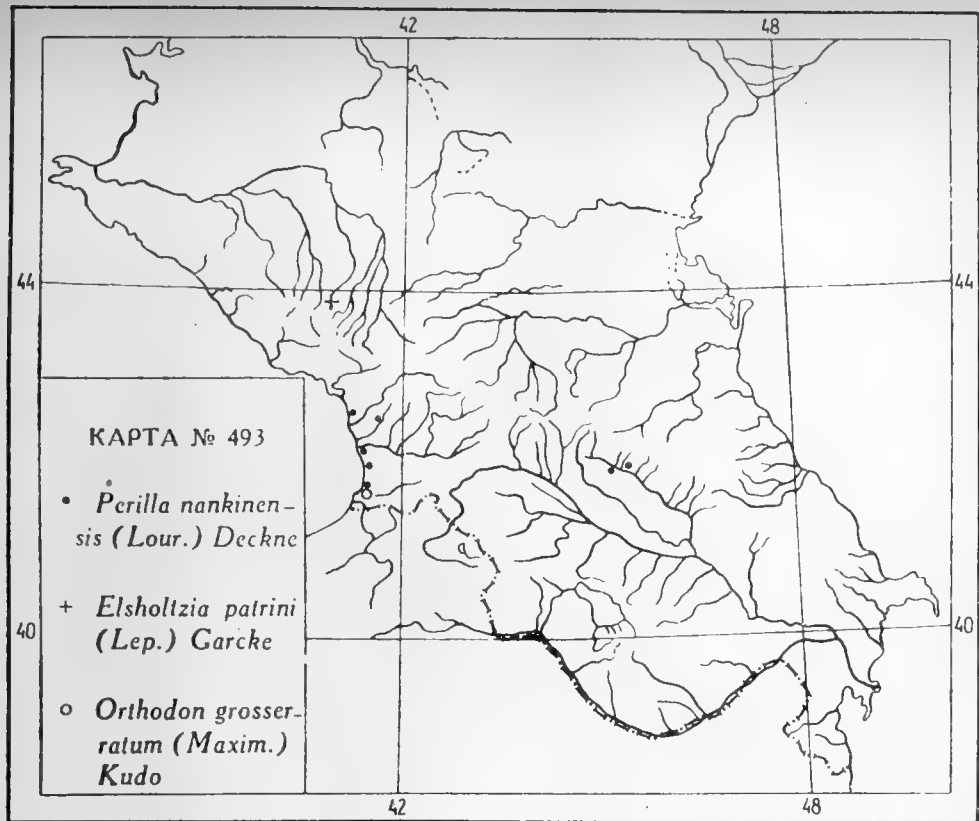 42 48
44 44
КАРТА № 493
• Perilla nankinen-
sis (Lour.) Deckne
+ Elsholtzia patrini
(Lep.) Garcke
○ Orthodon grosser-
ratum (Maxim.)
Kudo
40 40
42 48